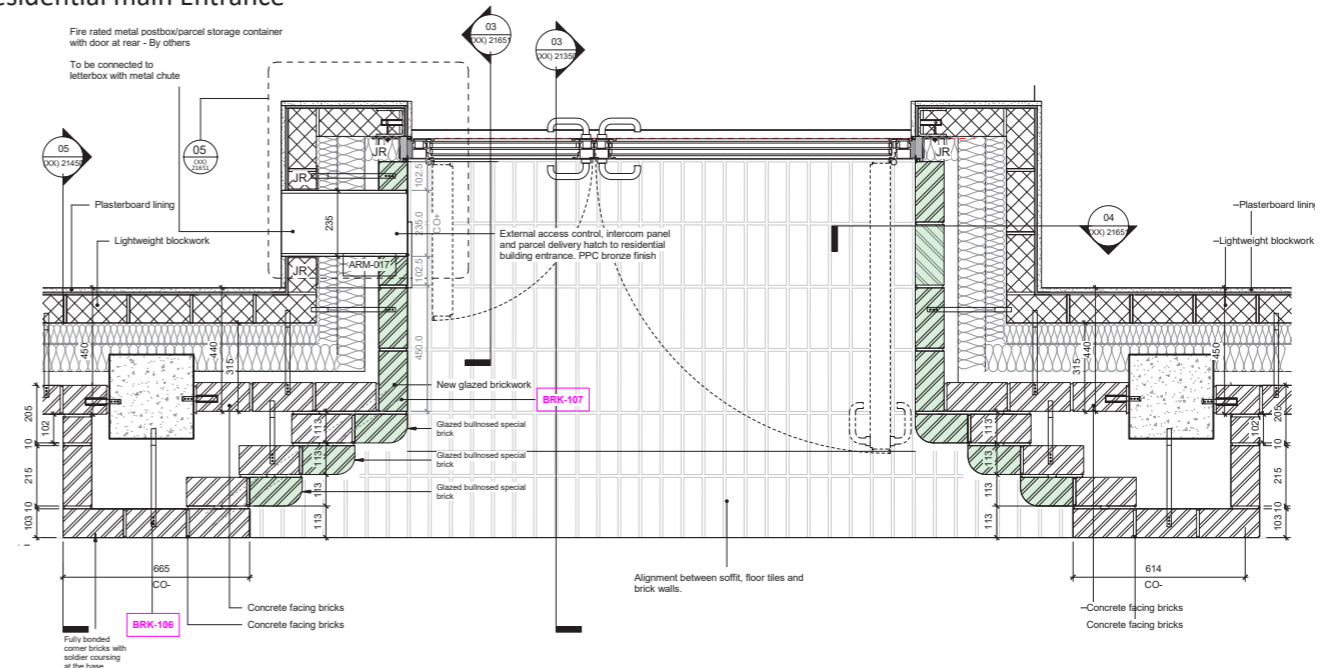 esidential main Entrance
Fire rated metal postbox/parcel storage container
with door at rear - By others
To be connected to
letterbox with metal chute
03
(XX) 21651
03
(XX) 21350
05
(XX) 21450
05
(XX)
21651
04
(XX) 21651
JR
JR
JR
JR
Plasterboard lining
Lightweight blockwork
Plasterboard lining
Lightweight blockwork
External access control, intercom panel
and parcel delivery hatch to residential
building entrance. PPC bronze finish
ARM-017
235
102.5
235.0
CO+
102.5
450.0
450
440
315
315
440
450
New glazed brickwork
BRK-107
Glazed bullnosed special
brick
Glazed bullnosed special
brick
Glazed bullnosed special
brick
205
102
10
215
10
103
113
113
113
113
113
113
113
113
205
102
10
215
10
103
665
CO-
614
CO-
Alignment between soffit, floor tiles and
brick walls.
BRK-106
Concrete facing bricks
Concrete facing bricks
Concrete facing bricks
Concrete facing bricks
Fully bonded
corner bricks with
soldier coursing
at the base